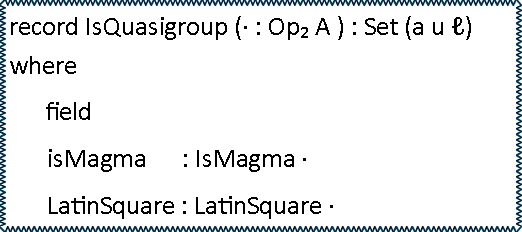 record IsQuasigroup (· : Op₂ A ) : Set (a u ℓ)
where
field
isMagma : IsMagma ·
LatinSquare : LatinSquare ·